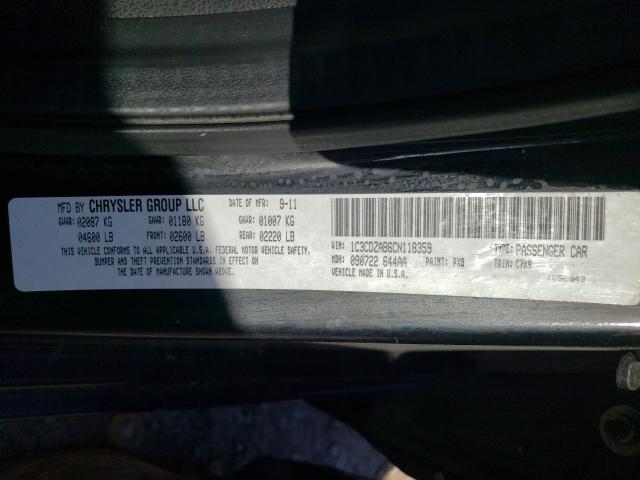 MFD BY CHRYSLER GROUP LLC DATE OF MFR: 9-11
GVWR: 02087 KG GAWR: 01180 KG GAWR: 01007 KG
04600 LB FRONT: 02600 LB REAR: 02220 LB
THIS VEHICLE CONFORMS TO ALL APPLICABLE U.S.A. FEDERAL MOTOR VEHICLE SAFETY,
BUMPER AND THEFT PREVENTION STANDARDS IN EFFECT ON
THE DATE OF MANUFACTURE SHOWN ABOVE.
VIN: 1C3CDZAB6CN118359 TYPE: PASSENGER CAR
MDH: 090722 644AA PAINT: PX8 TRIM: C7X9
VEHICLE MADE IN U.S.A.